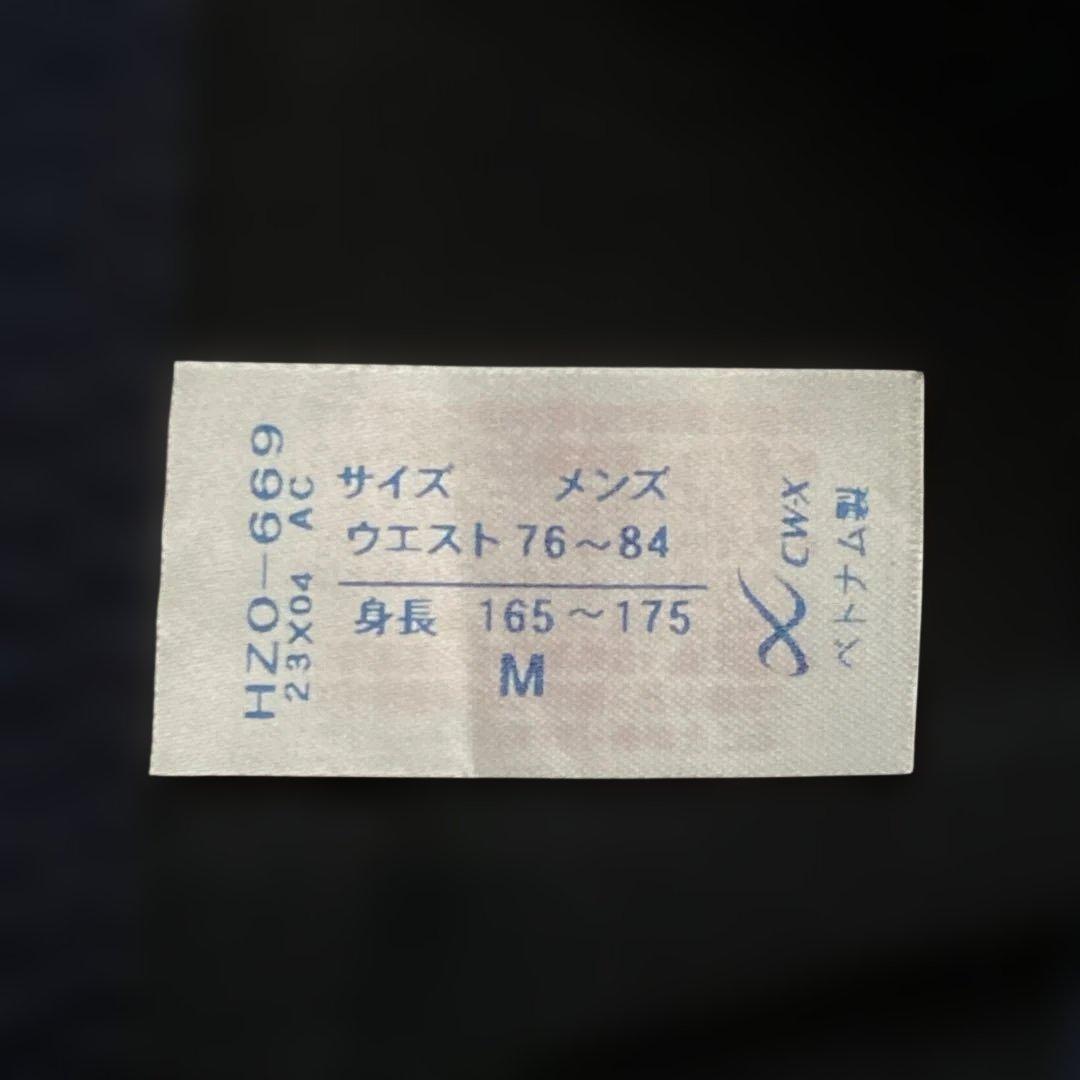 HZO-669
23X04 AC
サイズ メンズ
ウエスト 76～84
身長 165～175
M
CW-X
ベトナム製